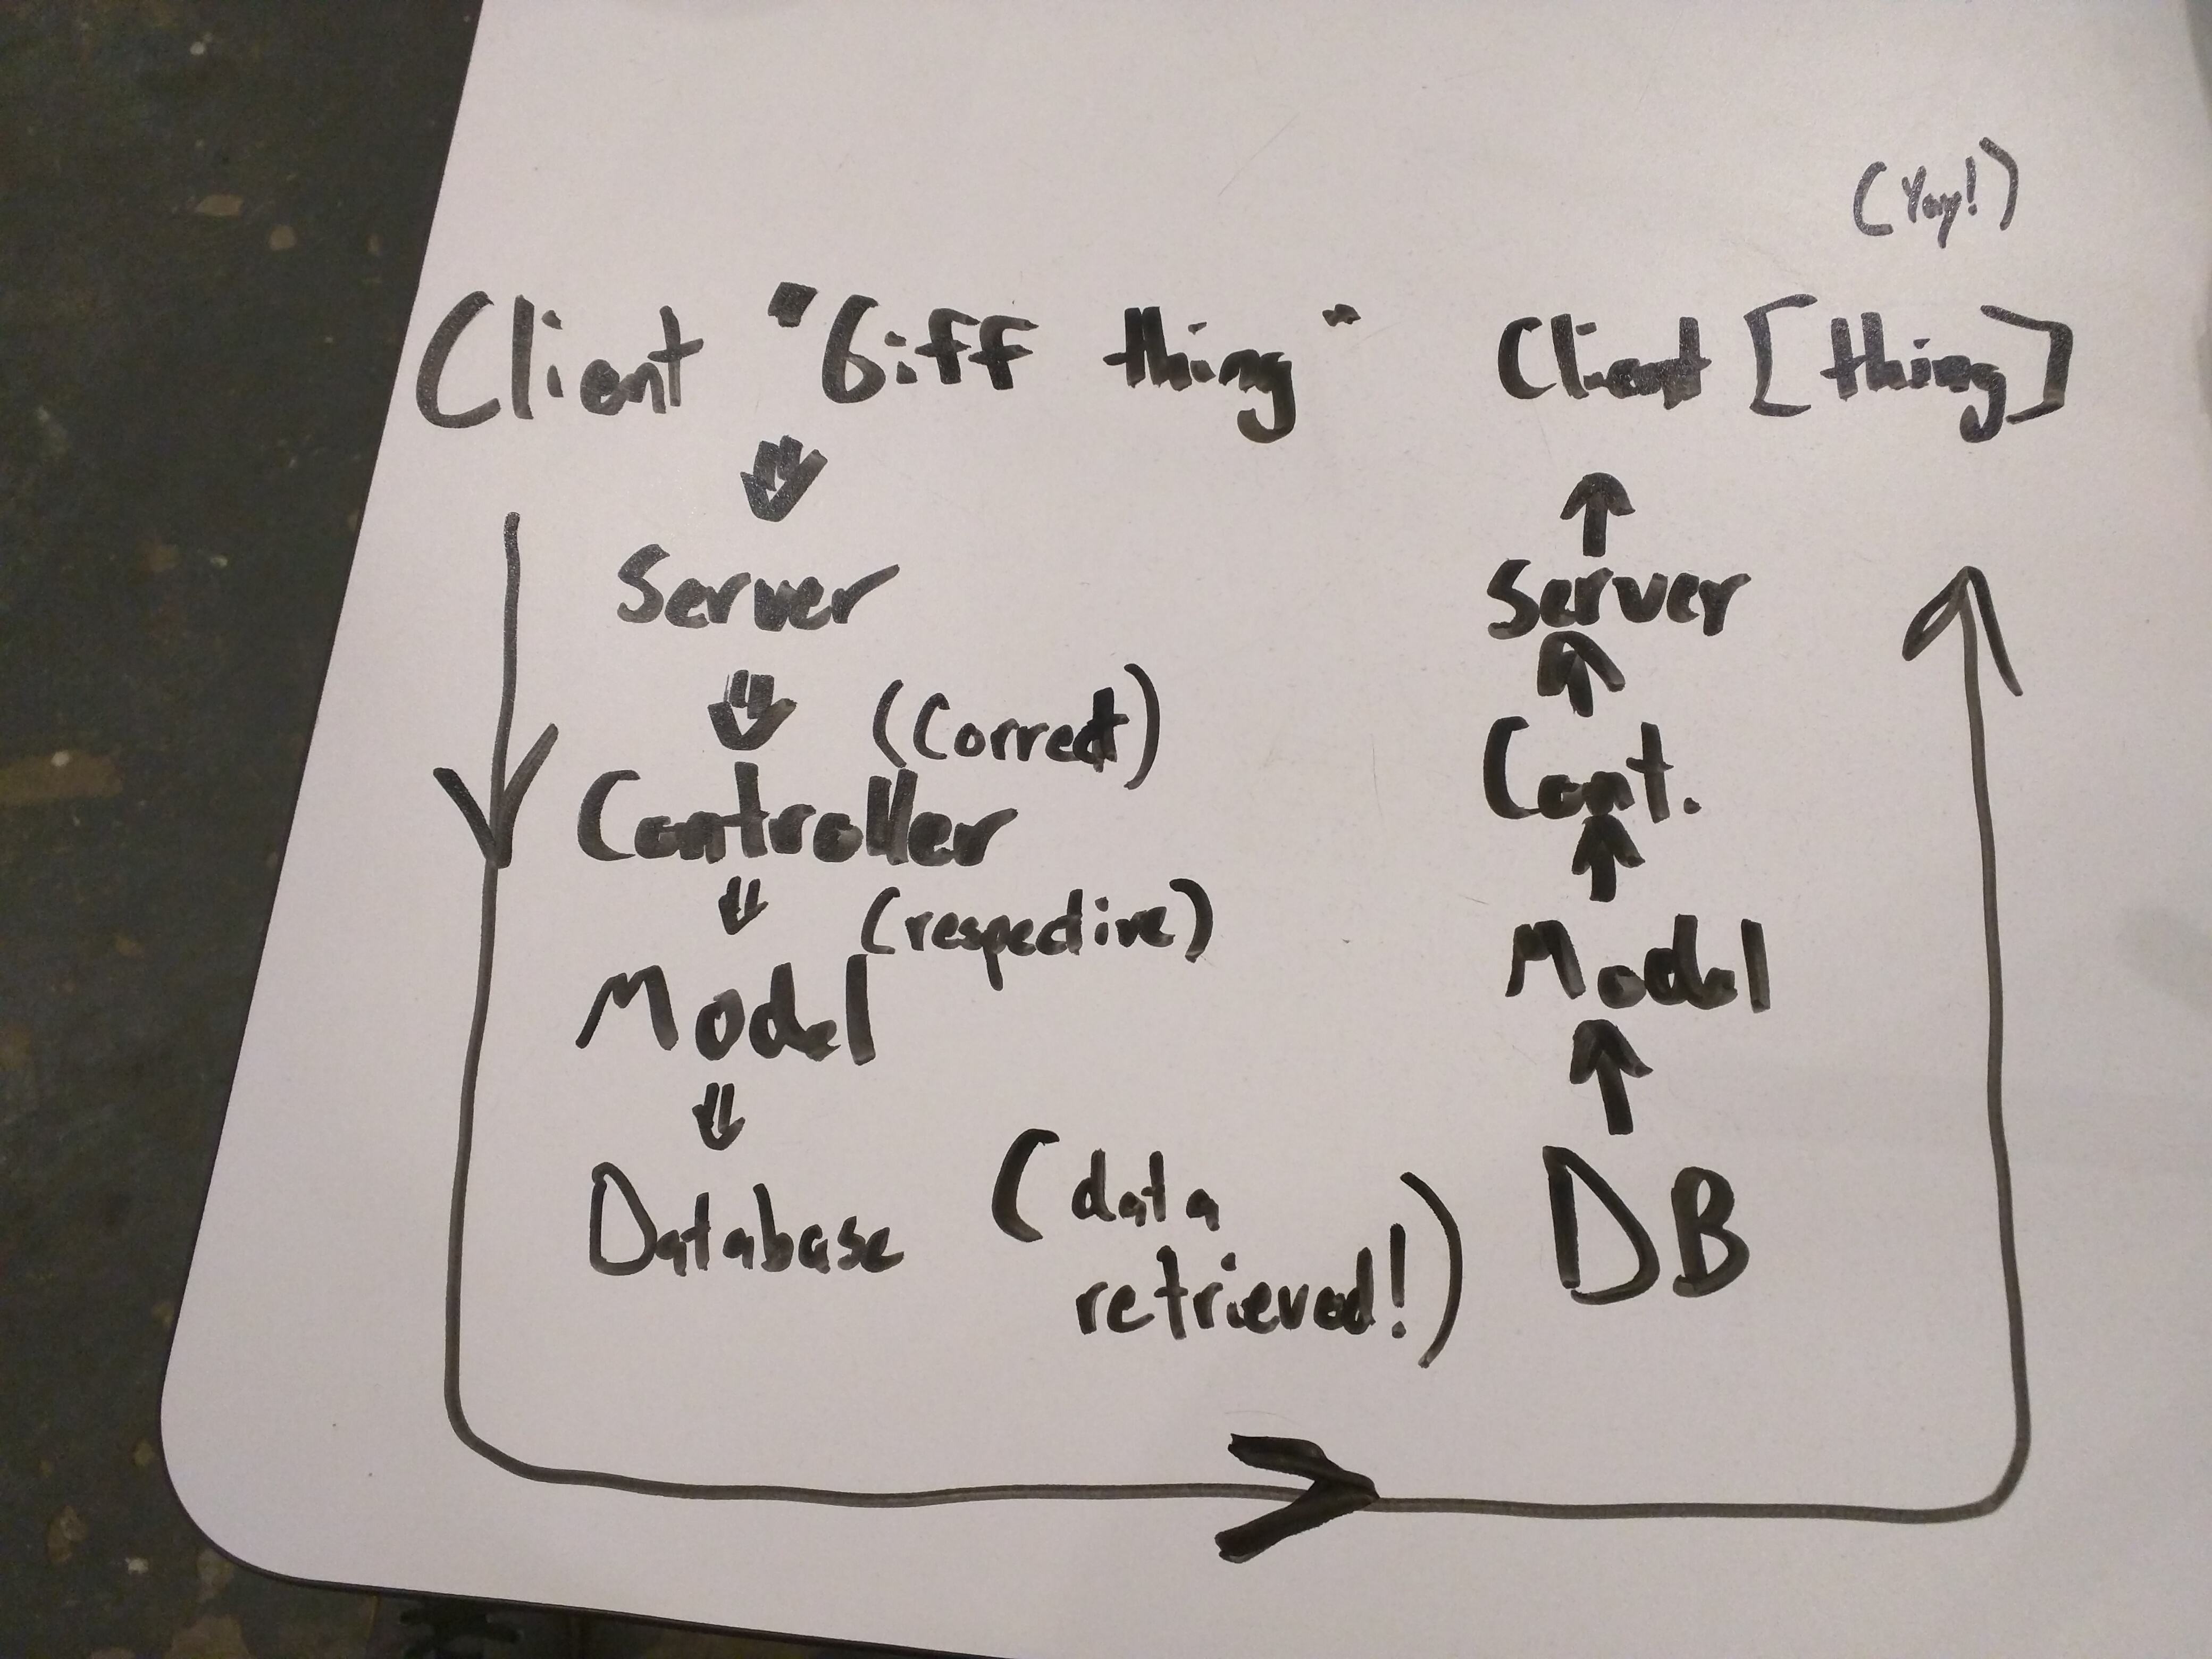 (Yay!)
Client "Giff thing"
Server
(Correct)
Controller
(respective)
Model
Database
(data
retrieved!)
Client [thing]
Server
Cont.
Model
DB